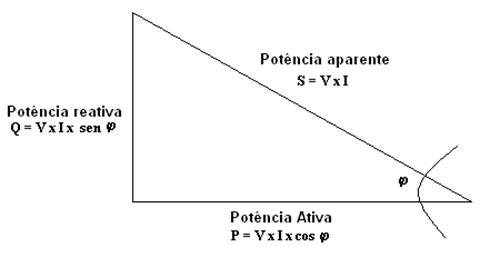 Potência aparente
S = V x I
Potência reativa
Q = V x I x sen φ
φ
Potência Ativa
P = V x I x cos φ